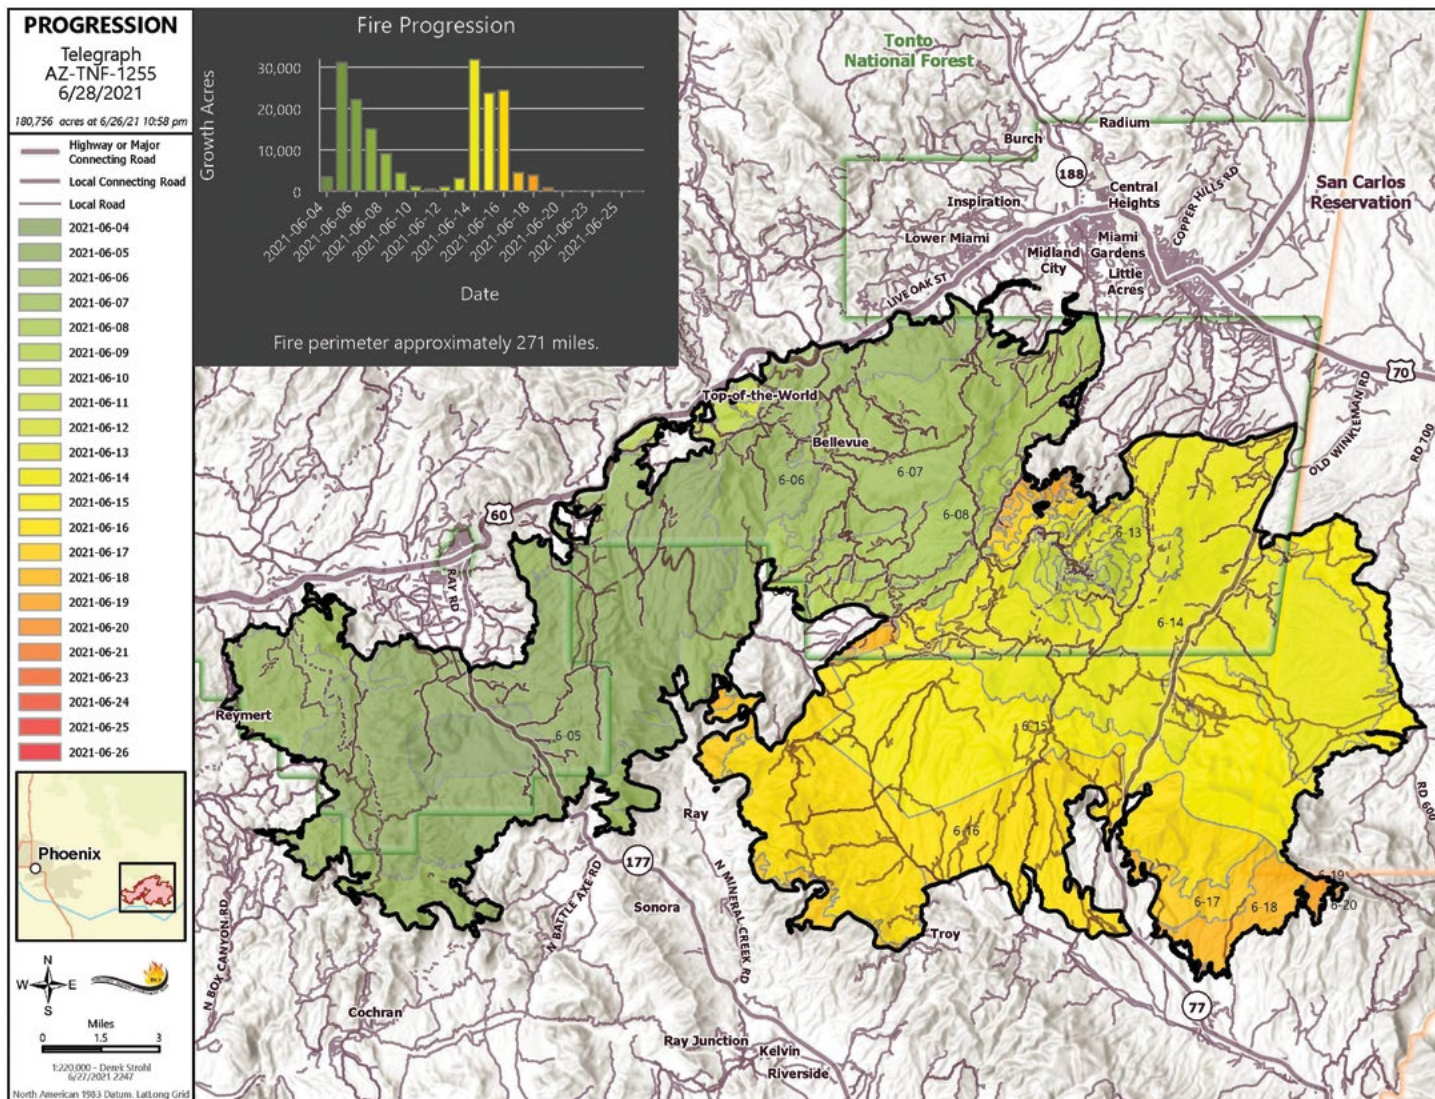 PROGRESSION
Telegraph
AZ-TNF-1255
6/28/2021
180,756 acres at 6/26/21 10:58 pm
Highway or Major
Connecting Road
Local Connecting Road
Local Road
2021-06-04
2021-06-05
2021-06-06
2021-06-07
2021-06-08
2021-06-09
2021-06-10
2021-06-11
2021-06-12
2021-06-13
2021-06-14
2021-06-15
2021-06-16
2021-06-17
2021-06-18
2021-06-19
2021-06-20
2021-06-21
2021-06-23
2021-06-24
2021-06-25
2021-06-26
Phoenix
N
W E
S
Miles
0 1.5 3
1:220,000 - Derek Strohl
6/27/2021 2247
North American 1983 Datum. LatLong Grid
Fire Progression
Growth Acres
30,000
20,000
10,000
0
2021-06-04
2021-06-06
2021-06-08
2021-06-10
2021-06-12
2021-06-14
2021-06-16
2021-06-18
2021-06-20
2021-06-23
2021-06-25
Date
Fire perimeter approximately 271 miles.
Tonto
National Forest
Radium
Burch
188
Central
Heights
COPPER HILLS RD
San Carlos
Reservation
Inspiration
Lower Miami
Midland
City
Miami
Gardens
Little
Acres
LIVE OAK ST
70
OLD WINKLEMAN RD
RD 700
Top-of-the-World
Bellevue
6-06
6-07
6-08
6-13
60
RAY RD
6-14
Reymert
6-05
6-15
6-16
RD 600
Ray
177
N MINERAL CREEK RD
N BATTLE AXE RD
Sonora
Troy
6-17
6-18
6-19
6-20
N BOX CANYON RD
77
Cochran
Ray Junction
Kelvin
Riverside